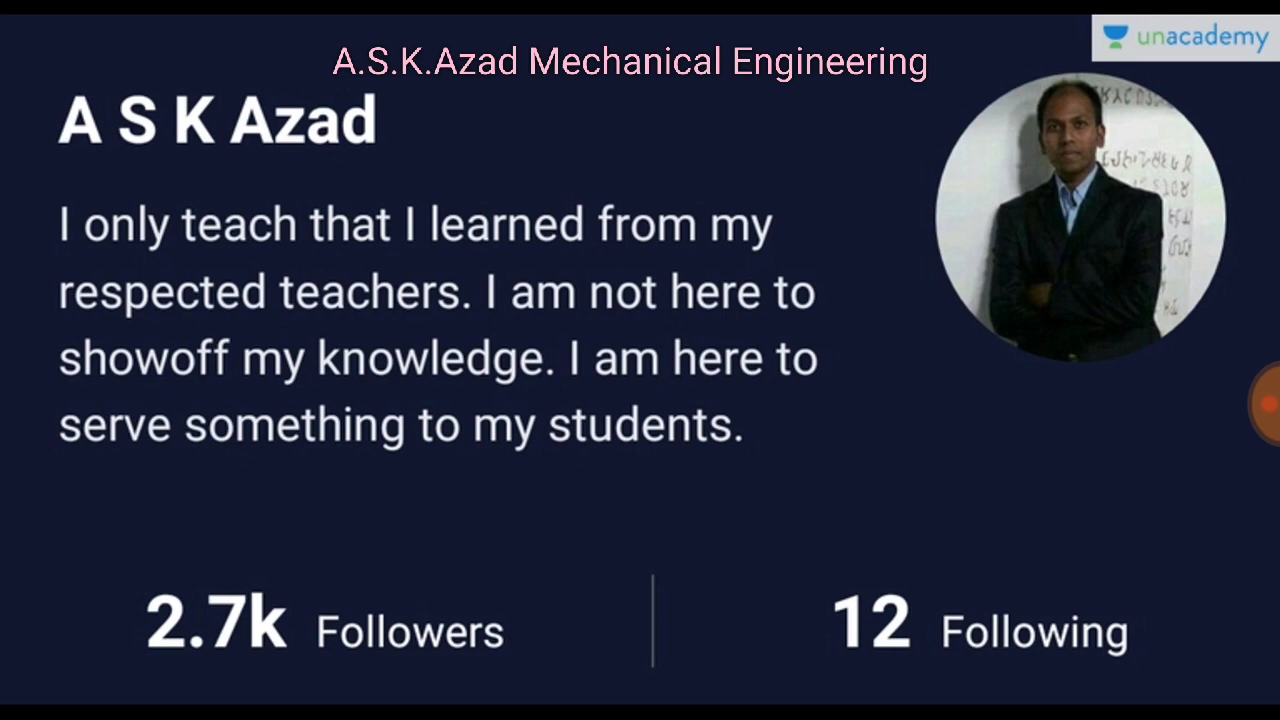 unacademy
A.S.K.Azad Mechanical Engineering
A S K Azad
I only teach that I learned from my
respected teachers. I am not here to
showoff my knowledge. I am here to
serve something to my students.
2.7k Followers
12 Following